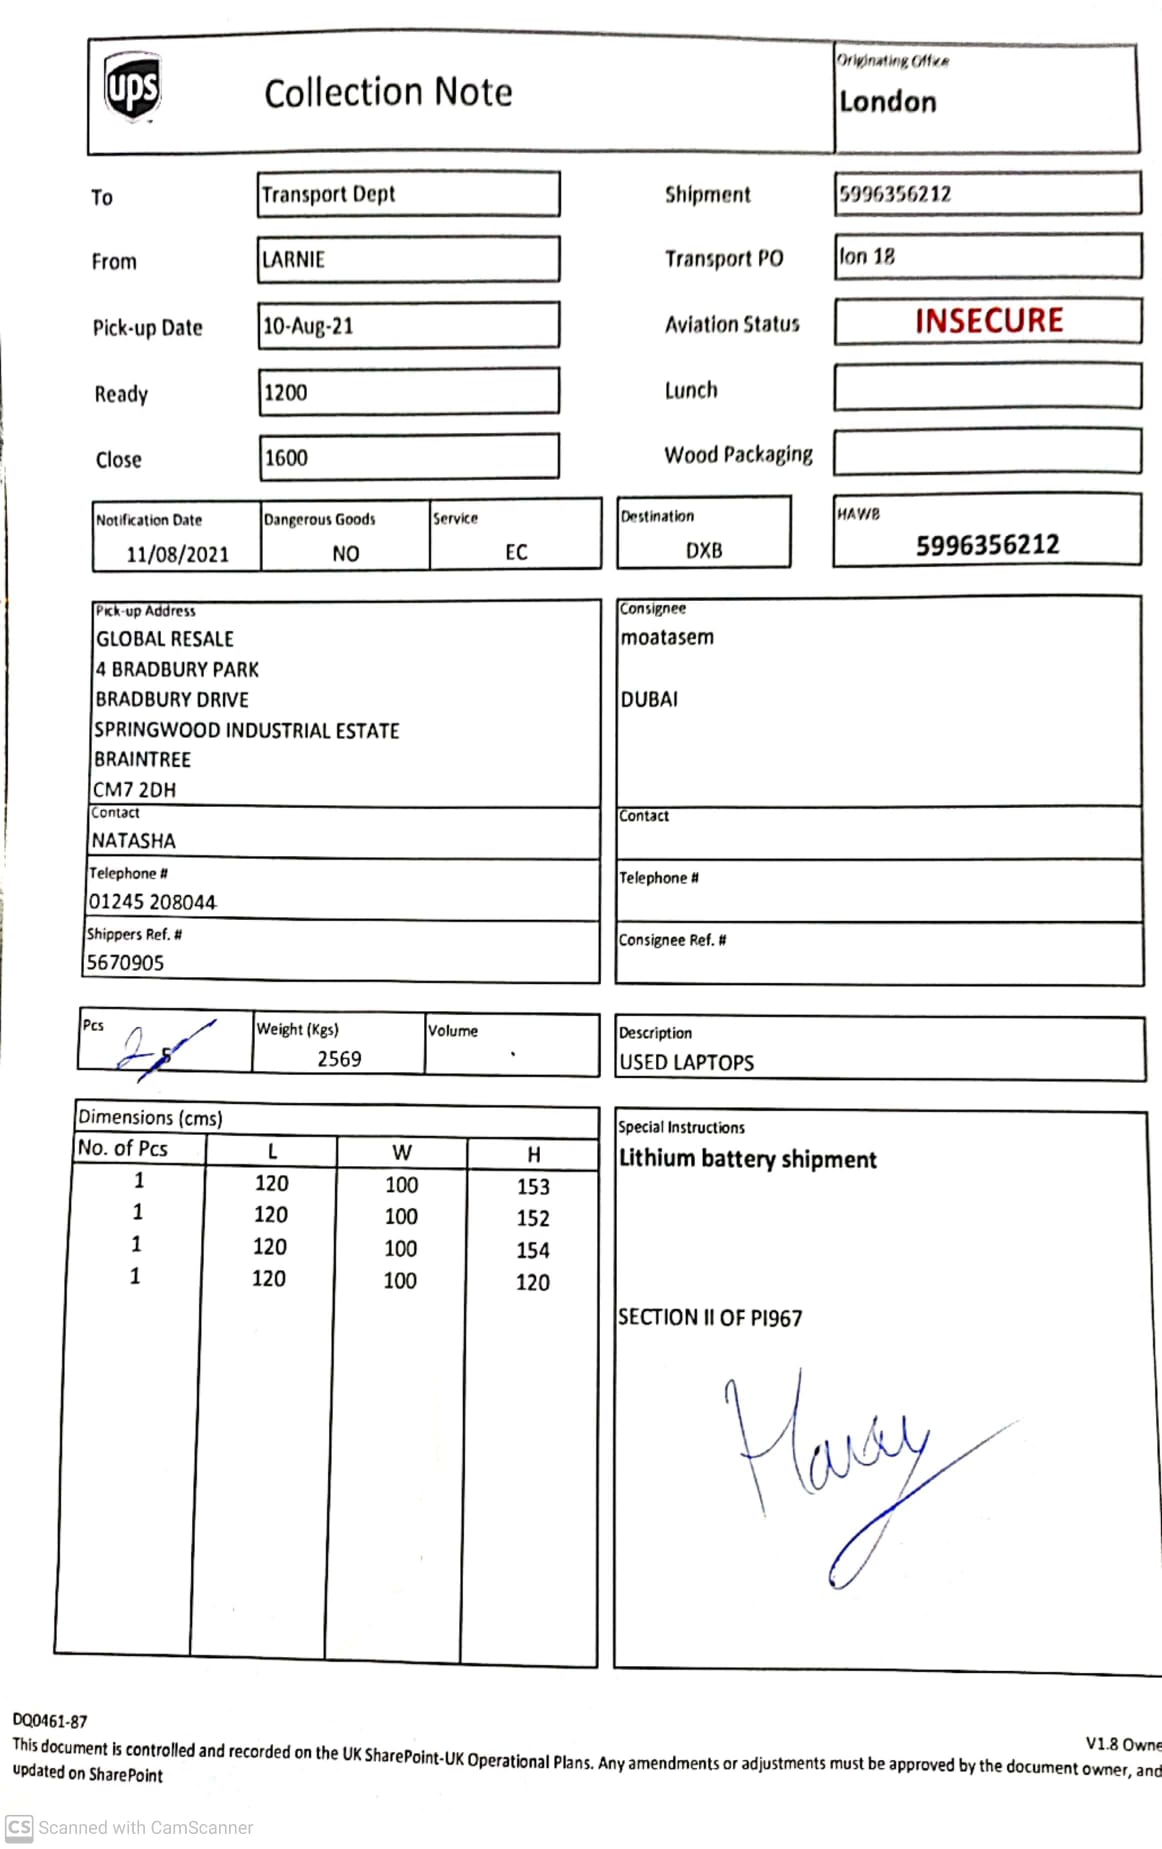 ups
Collection Note
Originating Office
London
To
Transport Dept
Shipment
5996356212
From
LARNIE
Transport PO
lon 18
Pick-up Date
10-Aug-21
Aviation Status
INSECURE
Ready
1200
Lunch
Close
1600
Wood Packaging
Notification Date
11/08/2021
Dangerous Goods
NO
Service
EC
Destination
DXB
HAWB
5996356212
Pick-up Address
GLOBAL RESALE
4 BRADBURY PARK
BRADBURY DRIVE
SPRINGWOOD INDUSTRIAL ESTATE
BRAINTREE
CM7 2DH
Contact
NATASHA
Telephone #
01245 208044
Shippers Ref. #
5670905
Consignee
moatasem
DUBAI
Contact
Telephone #
Consignee Ref. #
Pcs
2 5
Weight (Kgs)
2569
Volume
Description
USED LAPTOPS
Dimensions (cms)
No. of Pcs L W H
1 120 100 153
1 120 100 152
1 120 100 154
1 120 100 120
Special Instructions
Lithium battery shipment
SECTION II OF PI967
DQ0461-87
V1.8 Owne
This document is controlled and recorded on the UK SharePoint-UK Operational Plans. Any amendments or adjustments must be approved by the document owner, and
updated on SharePoint
CS Scanned with CamScanner